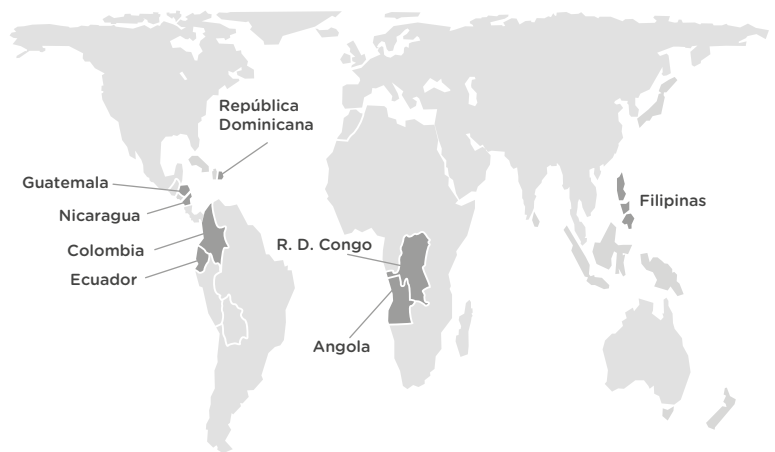 República
Dominicana
Guatemala
Nicaragua
Colombia
Ecuador
R. D. Congo
Angola
Filipinas